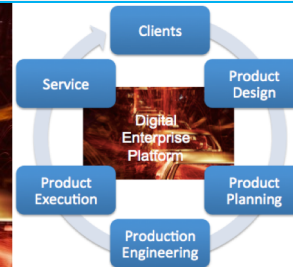 Clients
Service
Product
Design
Digital
Enterprise
Platform
Product
Execution
Product
Planning
Production
Engineering